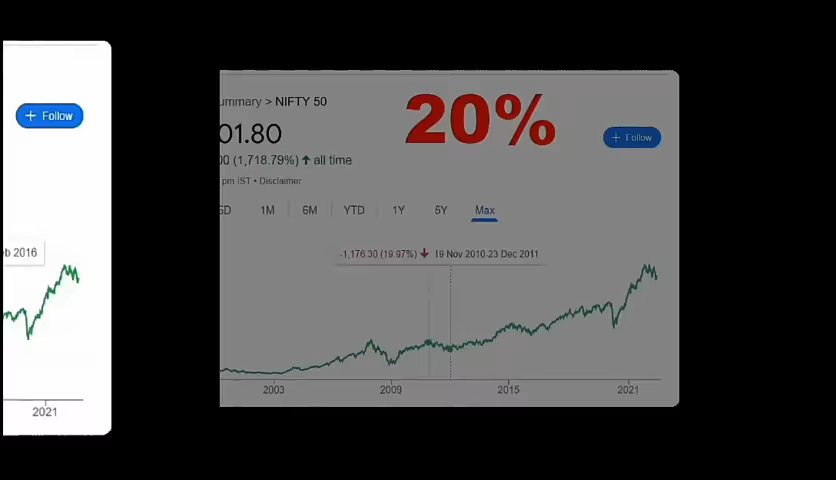 + Follow
b 2016
2021
ummary > NIFTY 50
20%
01.80
+ Follow
00 (1,718.79%) ↑ all time
pm IST • Disclaimer
5D 1M 6M YTD 1Y 5Y Max
-1,176.30 (19.97%) ↓ 19 Nov 2010-23 Dec 2011
2003 2009 2015 2021